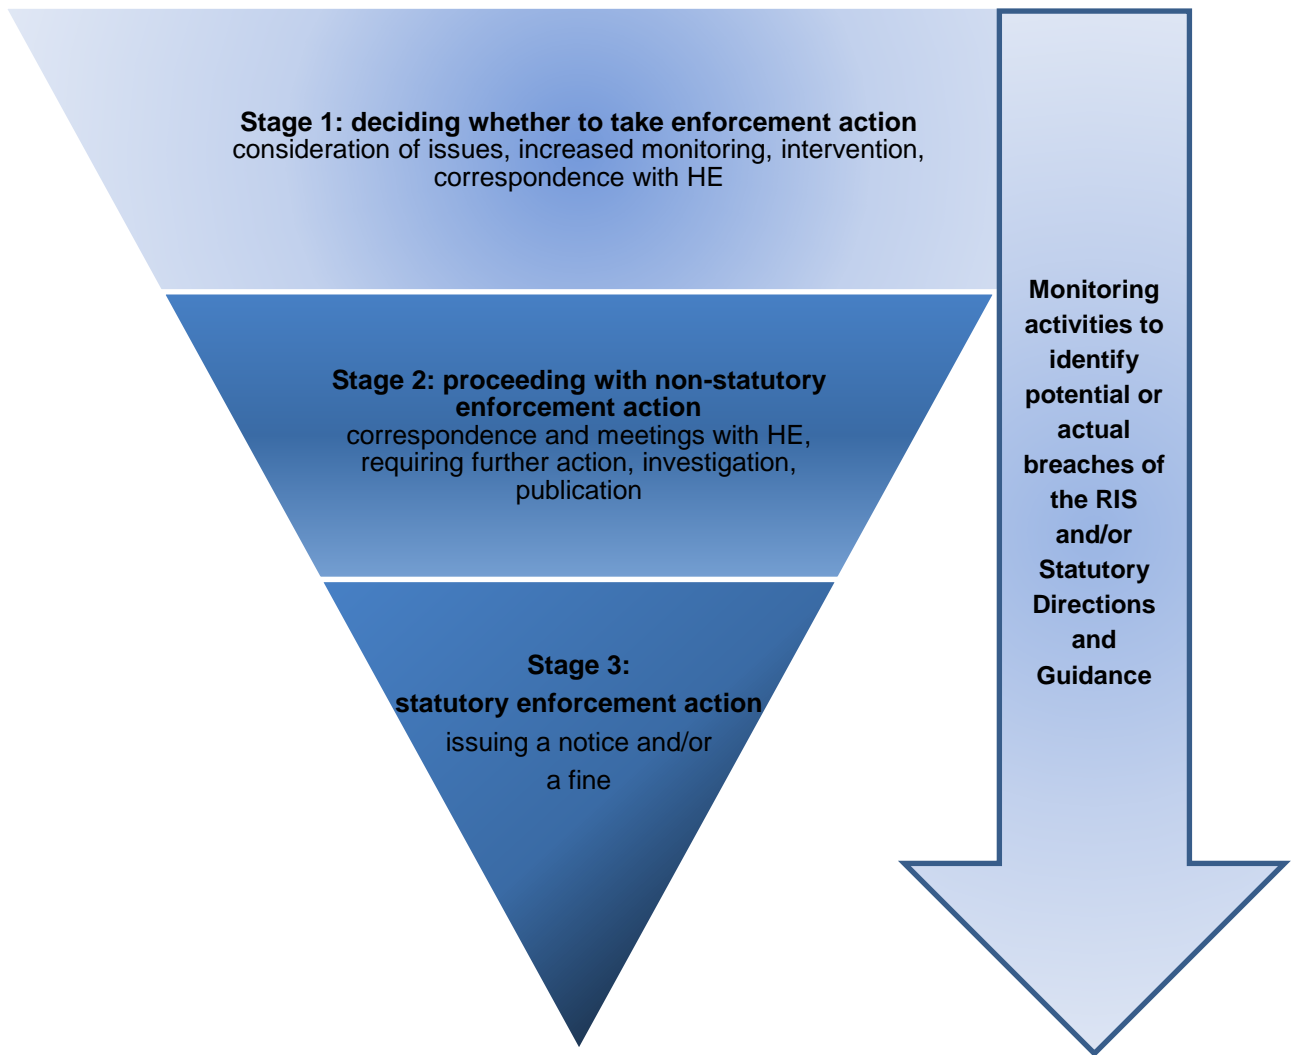 Stage 1: deciding whether to take enforcement action
consideration of issues, increased monitoring, intervention,
correspondence with HE
Stage 2: proceeding with non-statutory
enforcement action
correspondence and meetings with HE,
requiring further action, investigation,
publication
Stage 3:
statutory enforcement action
issuing a notice and/or
a fine
Monitoring
activities to
identify
potential or
actual
breaches of
the RIS
and/or
Statutory
Directions
and
Guidance